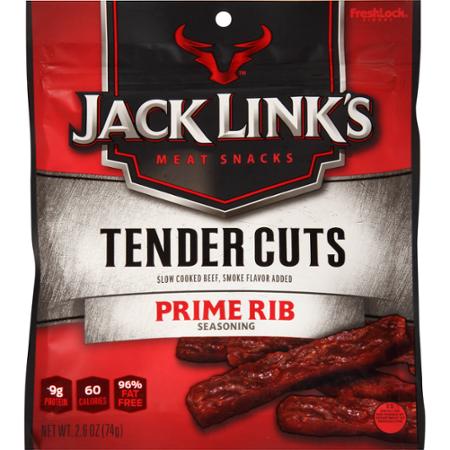 FreshLock
™
JACK LINK'S
MEAT SNACKS
TENDER CUTS
SLOW COOKED BEEF, SMOKE FLAVOR ADDED
PRIME RIB
SEASONING
9g
PROTEIN
60
CALORIES
96%
FAT
FREE
NET WT. 2.6 OZ (74g)